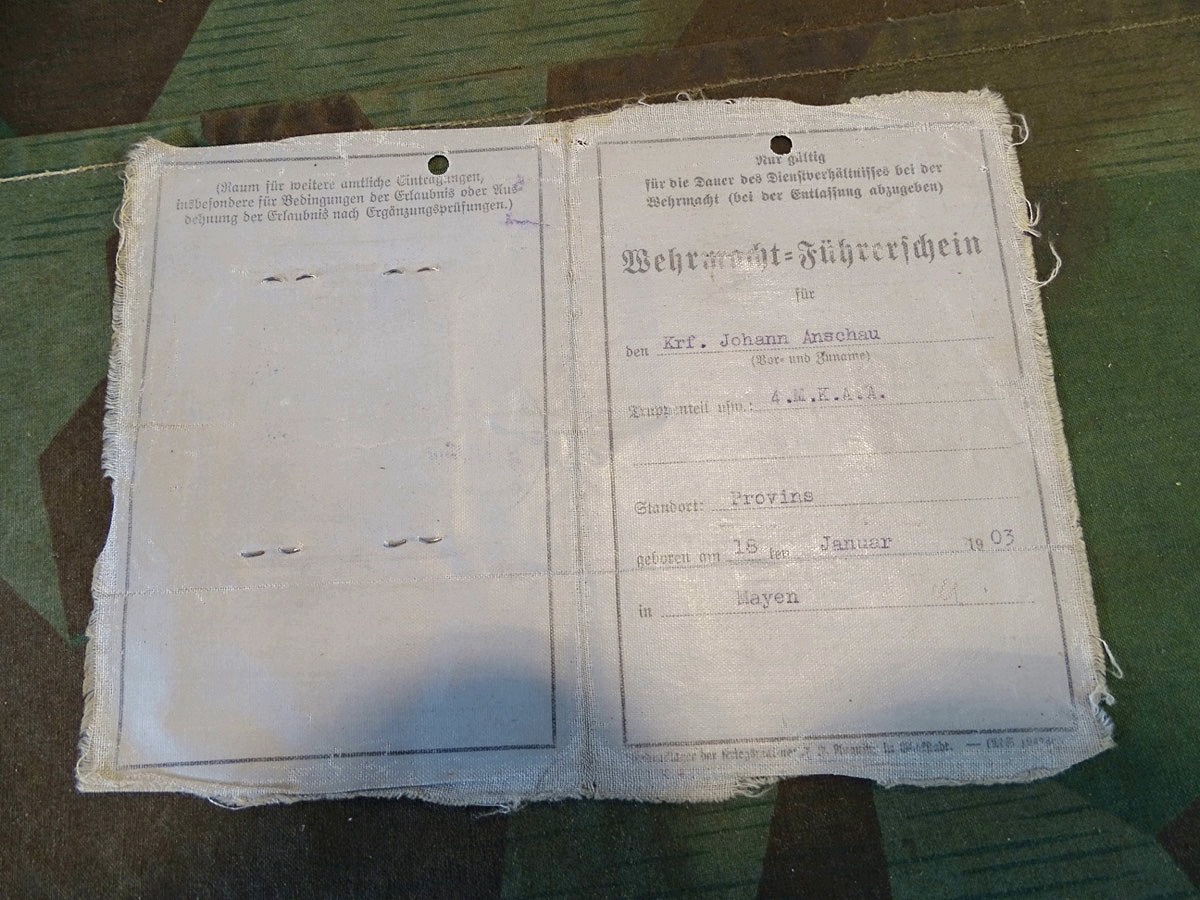 (Raum für weitere amtliche Eintragungen,
insbesondere für Bedingungen der Erlaubnis oder Aus-
dehnung der Erlaubnis nach Ergänzungsprüfungen.)
Nur gültig
für die Dauer des Dienstverhältnisses bei der
Wehrmacht (bei der Entlassung abzugeben)
Wehrmacht=Führerschein
für
den Krf. Johann Anschau
(Vor= und Zuname)
Truppenteil usw.: 4.M.K.A.A.
Standort: Provins
geboren am 18 ten Januar 1903
in Mayen